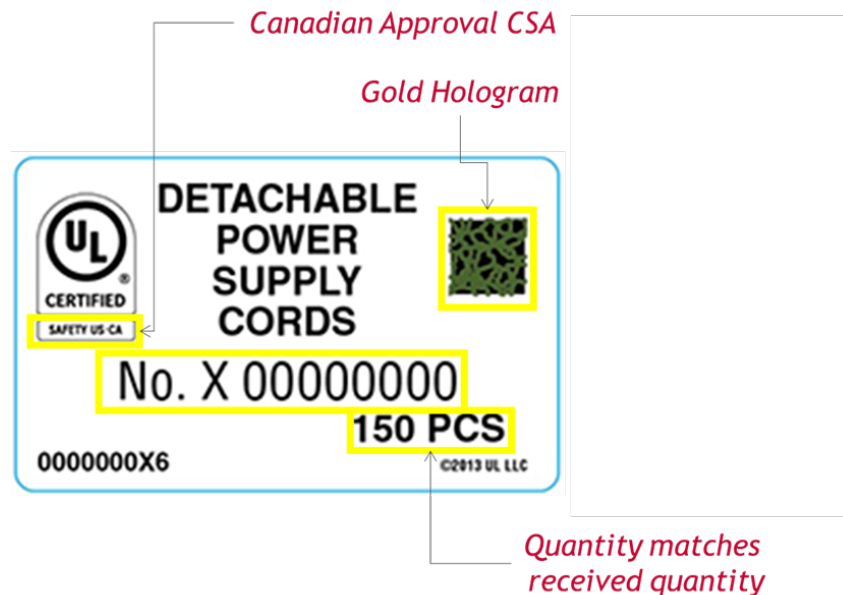 Canadian Approval CSA
Gold Hologram
UL
®
CERTIFIED
SAFETY US-CA
DETACHABLE
POWER
SUPPLY
CORDS
No. X 00000000
150 PCS
0000000X6
©2013 UL LLC
Quantity matches
received quantity